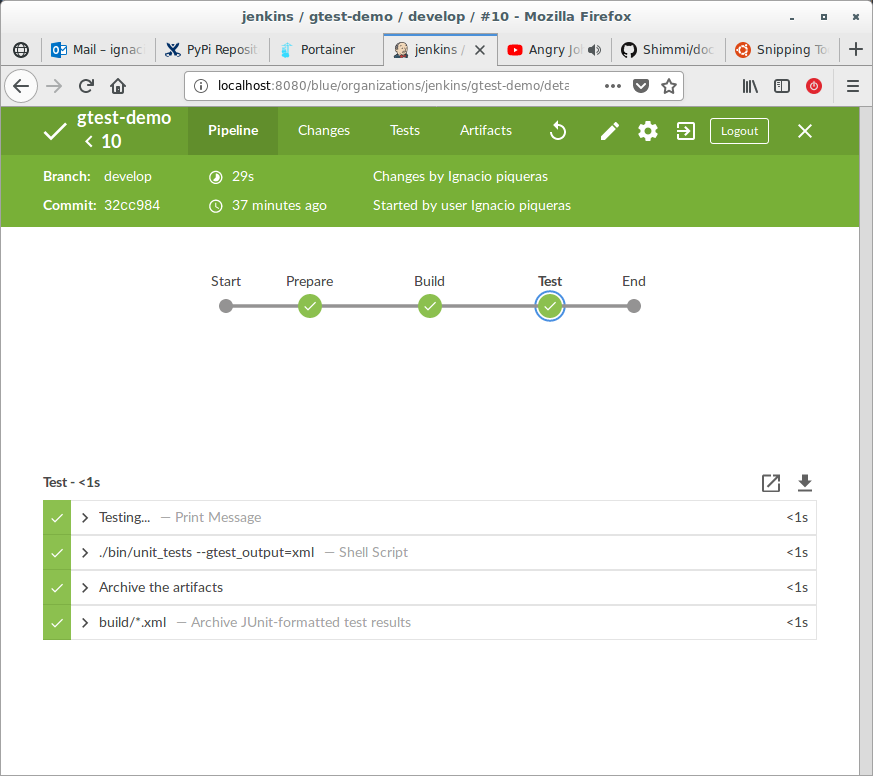 jenkins / gtest-demo / develop / #10 - Mozilla Firefox
Mail – ignac
PyPi Reposit
Portainer
jenkins /
Angry Jo
Shimmi/doc
Snipping To
localhost:8080/blue/organizations/jenkins/gtest-demo/deta
gtest-demo
10
Pipeline
Changes
Tests
Artifacts
Logout
Branch: develop
29s
Changes by Ignacio piqueras
Commit: 32cc984
37 minutes ago
Started by user Ignacio piqueras
Start
Prepare
Build
Test
End
Test - <1s
Testing... — Print Message <1s
./bin/unit_tests --gtest_output=xml — Shell Script <1s
Archive the artifacts <1s
build/*.xml — Archive JUnit-formatted test results <1s